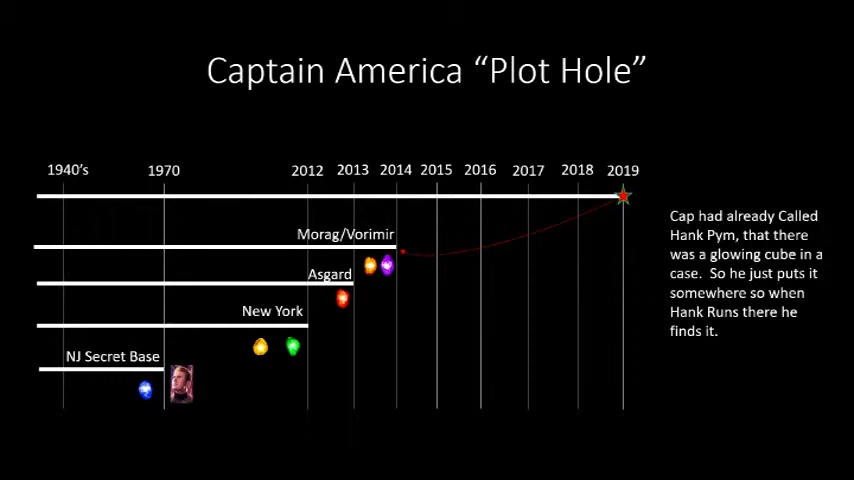 Captain America “Plot Hole”
1940’s 1970 2012 2013 2014 2015 2016 2017 2018 2019
Morag/Vorimir
Asgard
New York
NJ Secret Base
Cap had already Called
Hank Pym, that there
was a glowing cube in a
case.  So he just puts it
somewhere so when
Hank Runs there he
finds it.